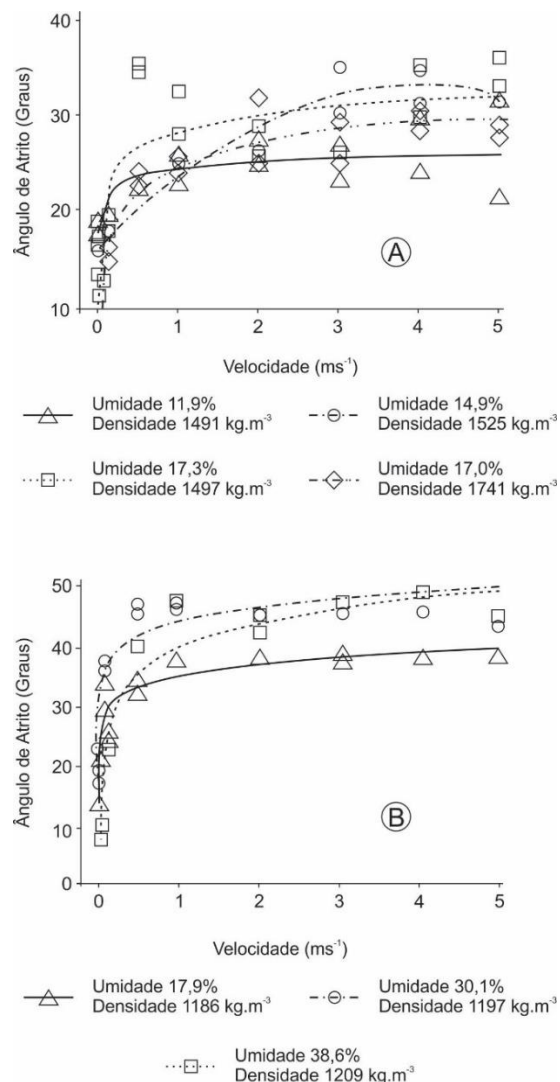 Ângulo de Atrito (Graus)
40
30
20
10
0
1
2
3
4
5
A
Velocidade (ms⁻¹)
Umidade 11,9%
Densidade 1491 kg.m⁻³
Umidade 14,9%
Densidade 1525 kg.m⁻³
Umidade 17,3%
Densidade 1497 kg.m⁻³
Umidade 17,0%
Densidade 1741 kg.m⁻³
Ângulo de Atrito (Graus)
50
40
30
20
10
0
0
1
2
3
4
5
B
Velocidade (ms⁻¹)
Umidade 17,9%
Densidade 1186 kg.m⁻³
Umidade 30,1%
Densidade 1197 kg.m⁻³
Umidade 38,6%
Densidade 1209 kg.m⁻³